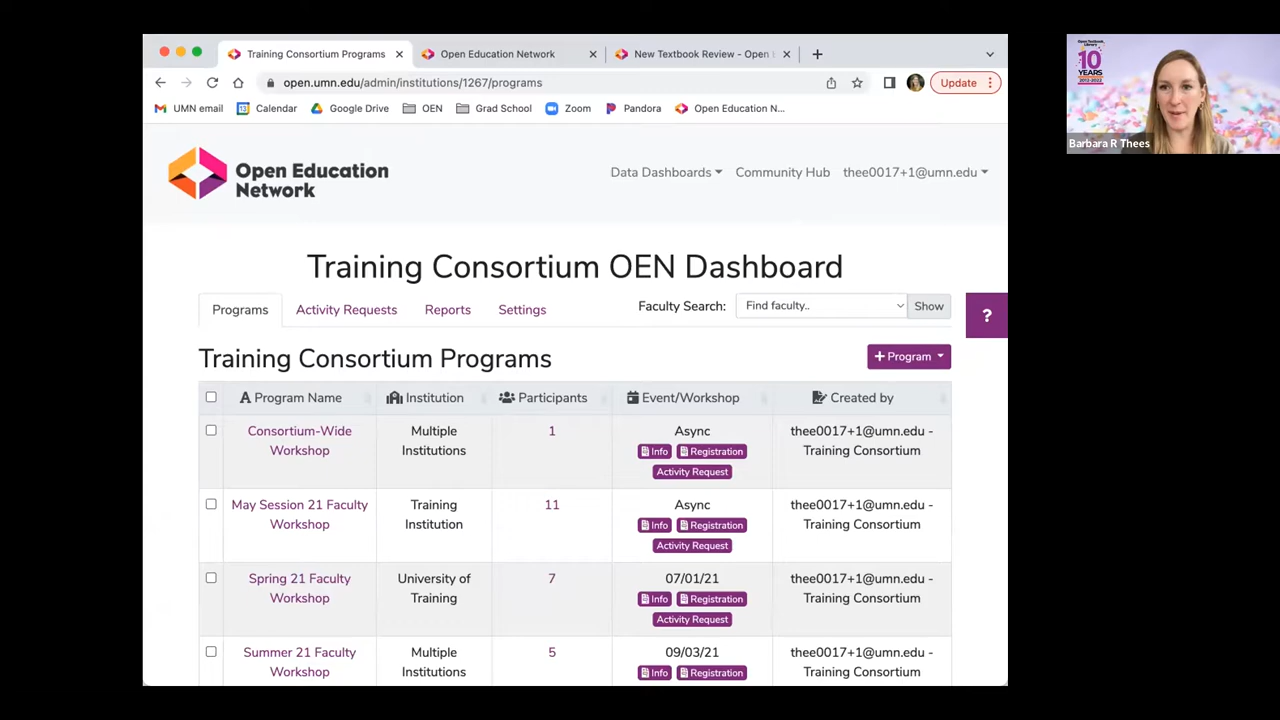 Training Consortium Programs
Open Education Network
New Textbook Review - Open
open.umn.edu/admin/institutions/1267/programs
Update
UMN email
Calendar
Google Drive
OEN
Grad School
Zoom
Pandora
Open Education N...
Open Education
Network
Data Dashboards
Community Hub
thee0017+1@umn.edu
Training Consortium OEN Dashboard
Programs
Activity Requests
Reports
Settings
Faculty Search:
Find faculty..
Show
?
Training Consortium Programs
+ Program
Program Name
Institution
Participants
Event/Workshop
Created by
Consortium-Wide
Workshop
Multiple
Institutions
1
Async
Info
Registration
Activity Request
thee0017+1@umn.edu -
Training Consortium
May Session 21 Faculty
Workshop
Training
Institution
11
Async
Info
Registration
Activity Request
thee0017+1@umn.edu -
Training Consortium
Spring 21 Faculty
Workshop
University of
Training
7
07/01/21
Info
Registration
Activity Request
thee0017+1@umn.edu -
Training Consortium
Summer 21 Faculty
Workshop
Multiple
Institutions
5
09/03/21
Info
Registration
thee0017+1@umn.edu -
Training Consortium
Open Textbook
Library
10
YEARS
2012-2022
Barbara R Thees